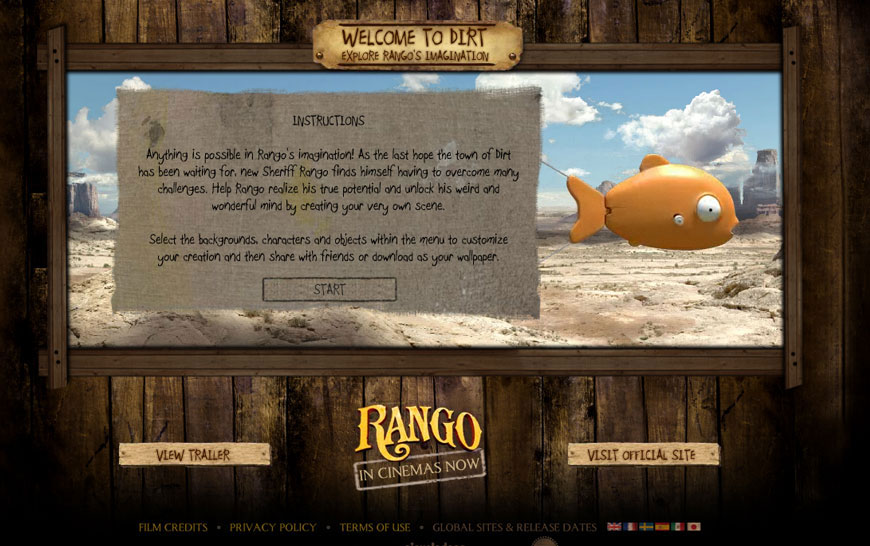 WELCOME TO DIRT
EXPLORE RANGO'S IMAGINATION
INSTRUCTIONS
Anything is possible in Rango's imagination! As the last hope the town of Dirt
has been waiting for, new Sheriff Rango finds himself having to overcome many
challenges. Help Rango realize his true potential and unlock his weird and
wonderful mind by creating your very own scene.
Select the backgrounds, characters and objects within the menu to customize
your creation and then share with friends or download as your wallpaper.
START
RANGO
IN CINEMAS NOW
VIEW TRAILER
VISIT OFFICIAL SITE
FILM CREDITS • PRIVACY POLICY • TERMS OF USE • GLOBAL SITES & RELEASE DATES